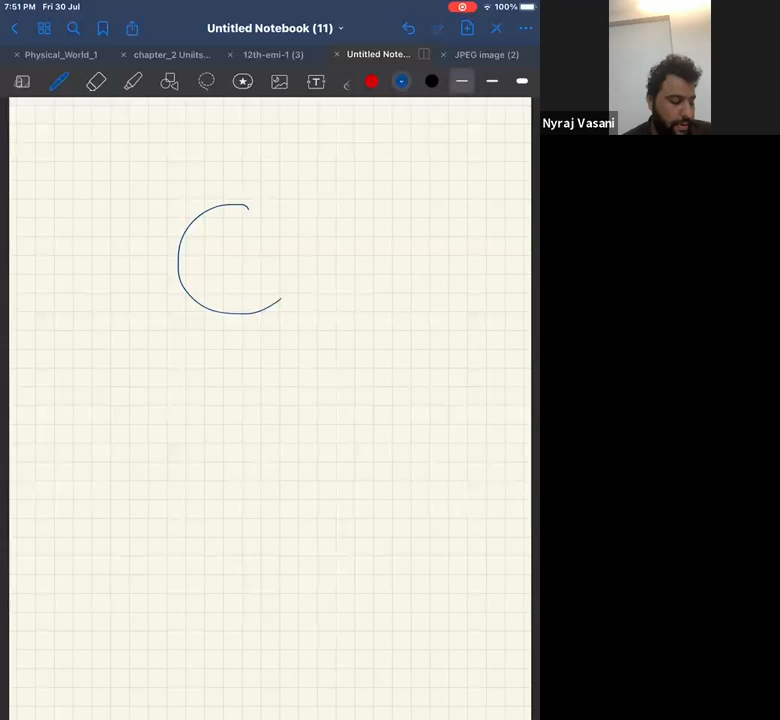 7:51 PM Fri 30 Jul 100%
Untitled Notebook (11)
Physical_World_1 chapter_2 Uniits... 12th-emi-1 (3) Untitled Note... JPEG image (2)
T
Nyraj Vasani
C